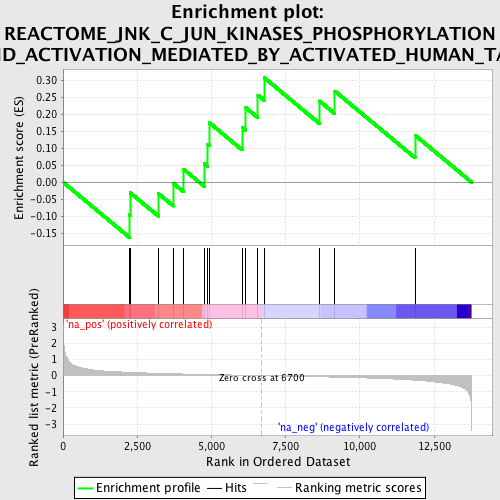 Enrichment plot:
REACTOME_JNK_C_JUN_KINASES_PHOSPHORYLATION
ND_ACTIVATION_MEDIATED_BY_ACTIVATED_HUMAN_TA
Enrichment score (ES)
0.30
0.25
0.20
0.15
0.10
0.05
0.00
-0.05
-0.10
-0.15
Ranked list metric (PreRanked)
'na_pos' (positively correlated)
3
2
1
0
-1
-2
-3
Zero cross at 6700
'na_neg' (negatively correlated)
0
2,500
5,000
7,500
10,000
12,500
Rank in Ordered Dataset
Enrichment profile
Hits
Ranking metric scores